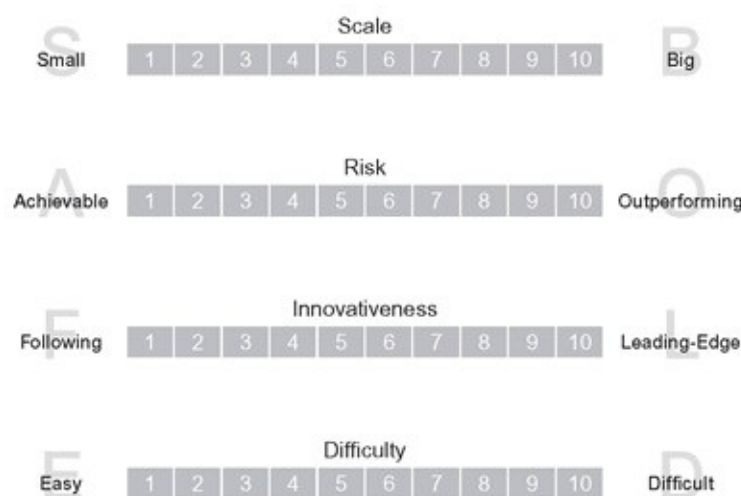 Scale
S Small 1 2 3 4 5 6 7 8 9 10 B Big
Risk
A Achievable 1 2 3 4 5 6 7 8 9 10 O Outperforming
Innovativeness
F Following 1 2 3 4 5 6 7 8 9 10 L Leading-Edge
Difficulty
E Easy 1 2 3 4 5 6 7 8 9 10 D Difficult